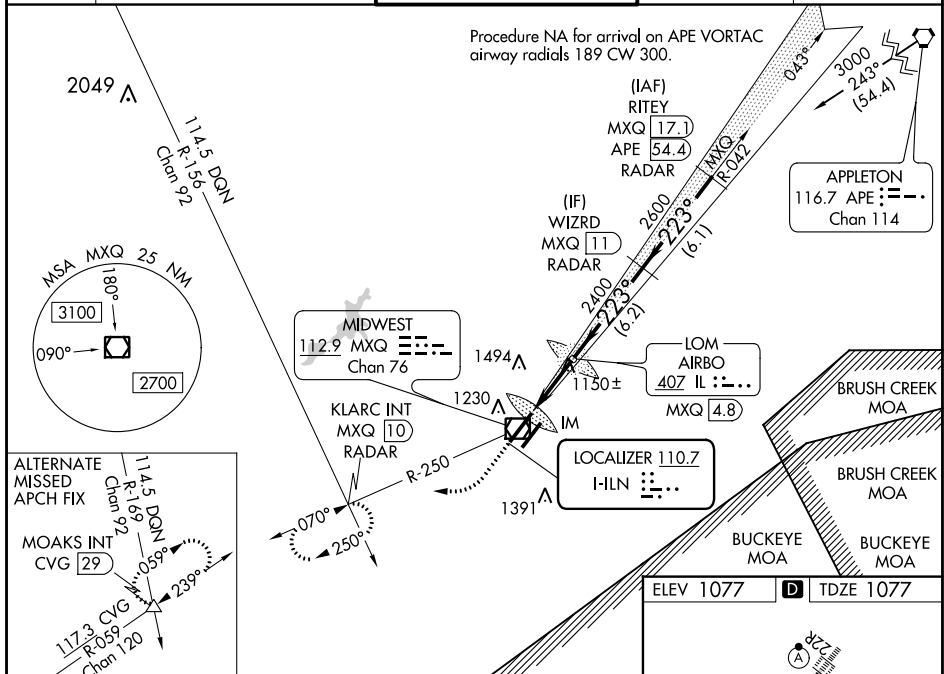 Procedure NA for arrival on APE VORTAC
airway radials 189 CW 300.
2049
114.5 DQN
R-156
Chan 92
(IAF)
RITEY
MXQ 17.1
APE 54.4
RADAR
043°
3000
243°
(54.4)
MXQ
R-042
APPLETON
116.7 APE
Chan 114
(IF)
WIZRD
MXQ 11
RADAR
2600
223°
(6.1)
2400
223°
(6.2)
MSA MXQ 25 NM
180°
3100
090°
2700
MIDWEST
112.9 MXQ
Chan 76
1494
1150±
LOM
AIRBO
407 IL
MXQ 4.8
1230
IM
KLARC INT
MXQ 10
RADAR
R-250
LOCALIZER 110.7
I-ILN
1391
070°
250°
BRUSH CREEK
MOA
BRUSH CREEK
MOA
BUCKEYE
MOA
BUCKEYE
MOA
ALTERNATE
MISSED
APCH FIX
114.5 DQN
R-169
Chan 92
MOAKS INT
CVG 29
059°
239°
117.3 CVG
R-059
Chan 120
ELEV 1077
D
TDZE 1077
22R
A